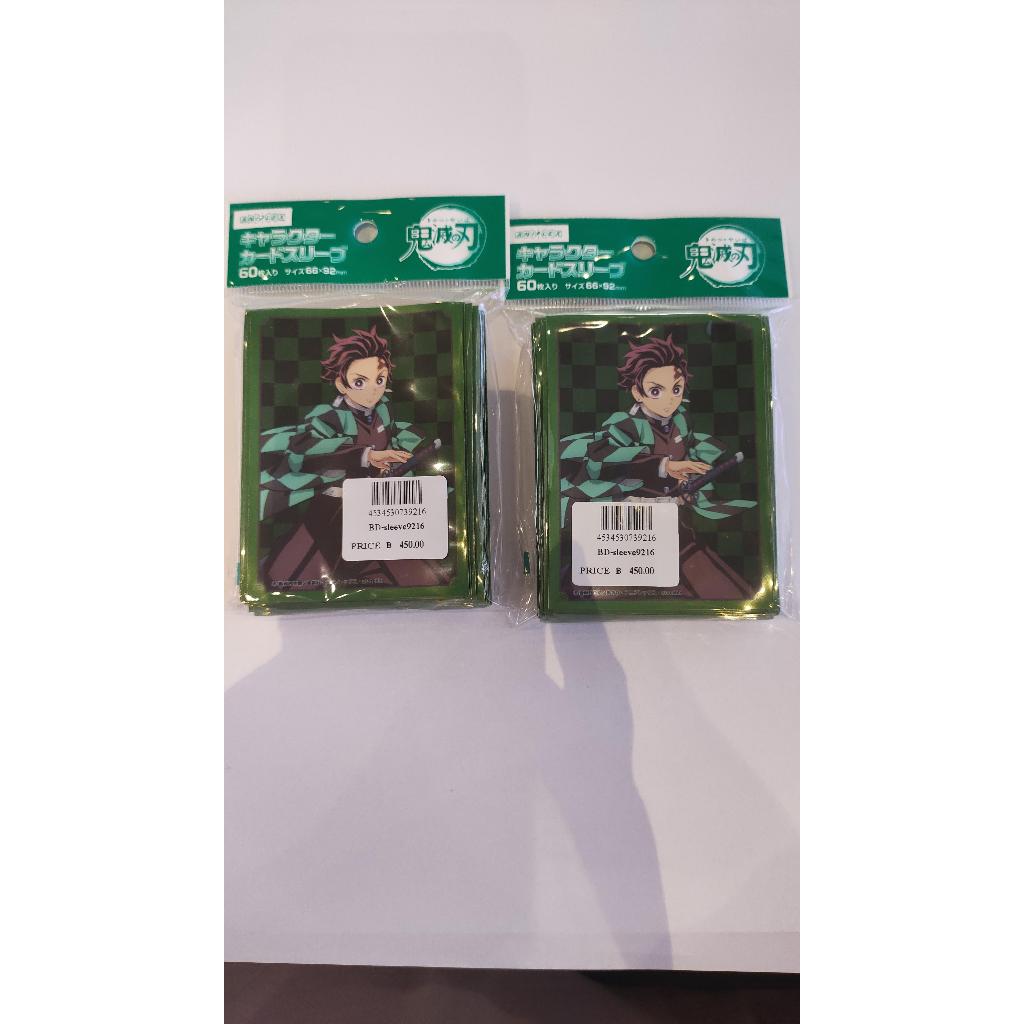 キャラクター
カードスリーブ
60枚入り サイズ66×92mm
鬼滅の刃
4534530739216
BD-sleeve9216
PRICE B 450.00
キャラクター
カードスリーブ
60枚入り サイズ66×92mm
鬼滅の刃
4534530739216
BD-sleeve9216
PRICE B 450.00